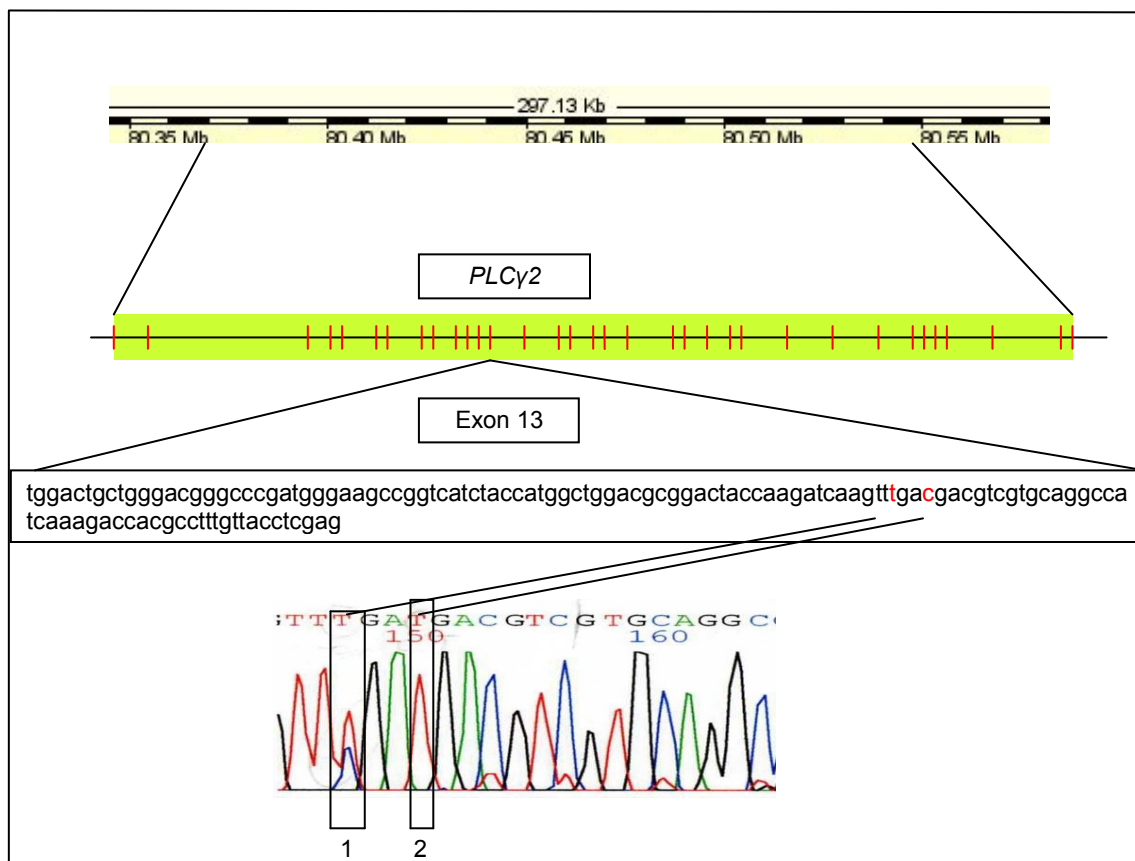 297.13 Kb
80.35 Mb 80.40 Mb 80.45 Mb 80.50 Mb 80.55 Mb
PLCγ2
Exon 13
tggactgctgggacgggcccgatgggaagccggtcatctaccatggctggacgcggactaccaagatcaagtttgacgacgtcgtgcaggcca
tcaaagaccacgcctttgttacctcgag
GTTTGATGACGTCGTGCAGGCC
150 160
1 2